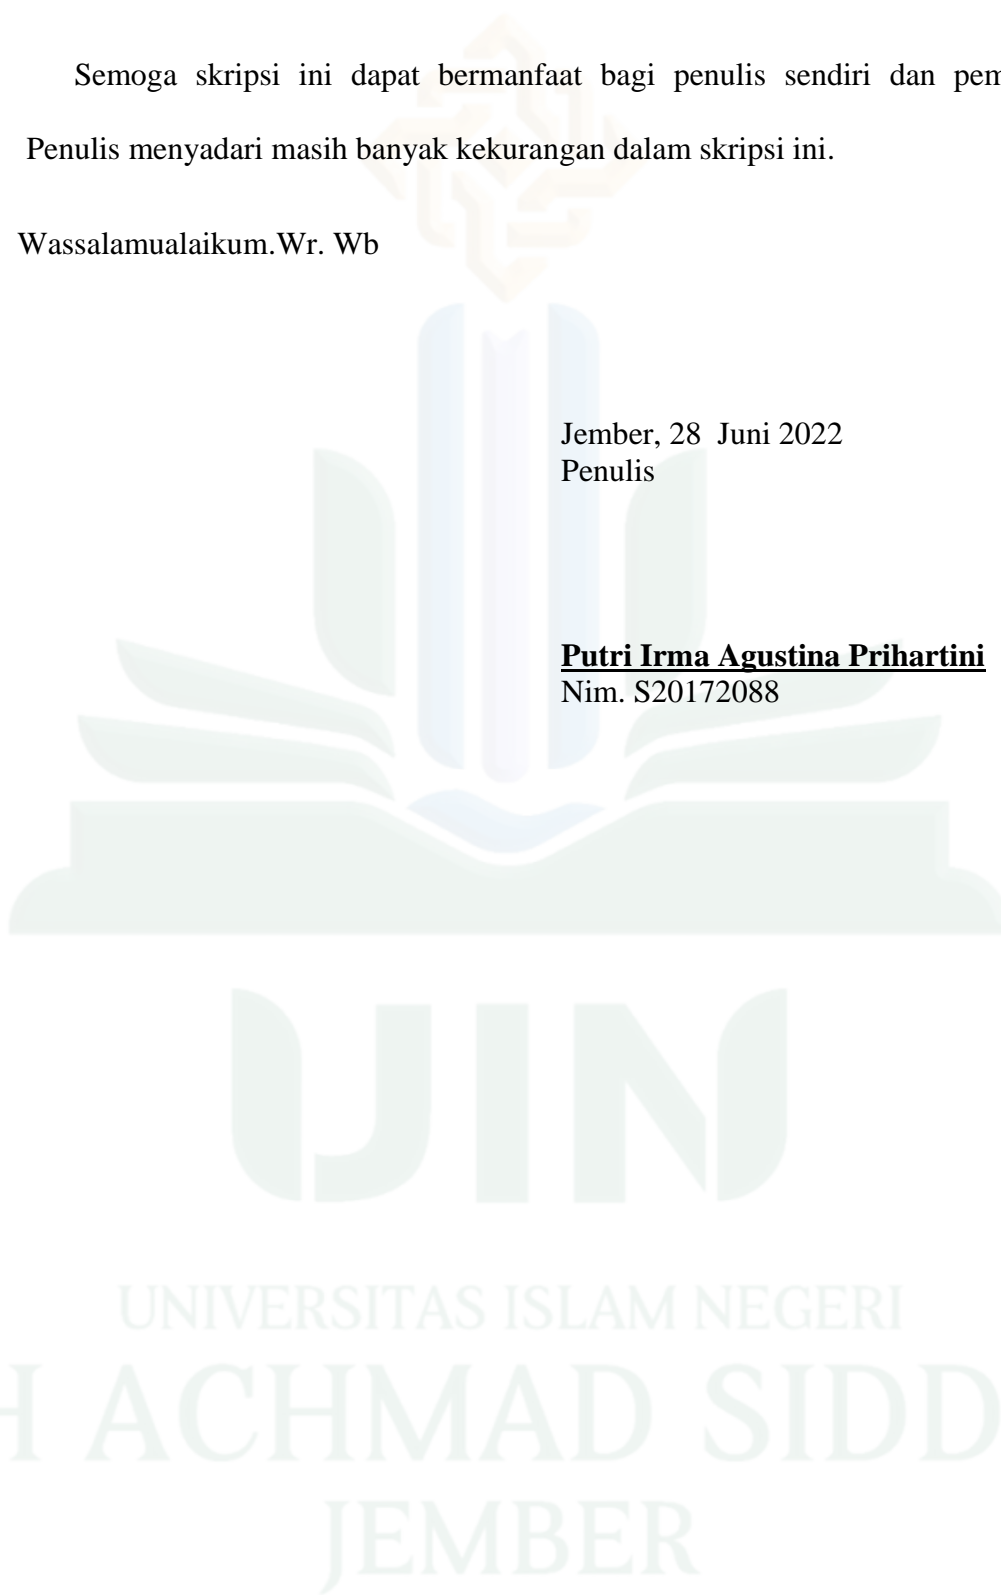 Semoga skripsi ini dapat bermanfaat bagi penulis sendiri dan pem
Penulis menyadari masih banyak kekurangan dalam skripsi ini.
Wassalamualaikum.Wr. Wb
Jember, 28 Juni 2022
Penulis
Putri Irma Agustina Prihartini
Nim. S20172088
UIN
UNIVERSITAS ISLAM NEGERI
H ACHMAD SIDD
JEMBER